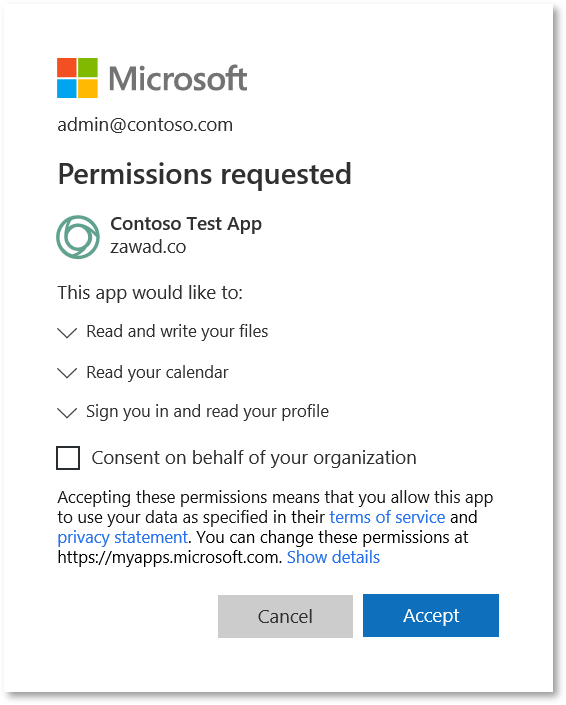 Microsoft
admin@contoso.com
Permissions requested
Contoso Test App
zawad.co
This app would like to:
Read and write your files
Read your calendar
Sign you in and read your profile
Consent on behalf of your organization
Accepting these permissions means that you allow this app
to use your data as specified in their terms of service and
privacy statement. You can change these permissions at
https://myapps.microsoft.com. Show details
Cancel
Accept